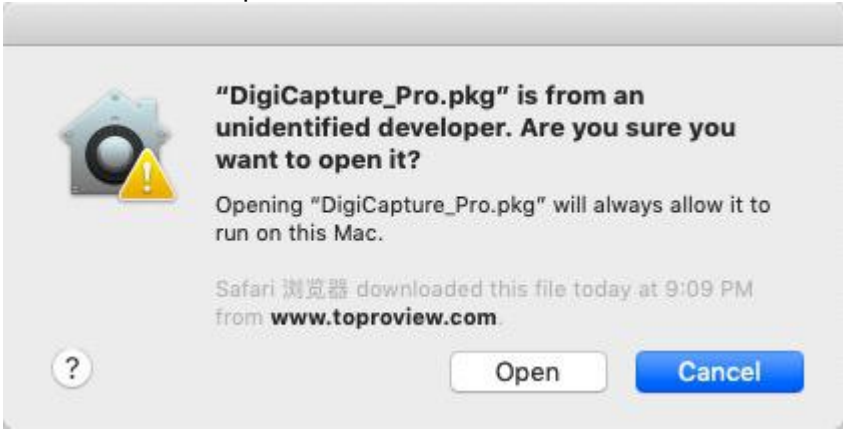 “DigiCapture_Pro.pkg” is from an
unidentified developer. Are you sure you
want to open it?
Opening “DigiCapture_Pro.pkg” will always allow it to
run on this Mac.
Safari 浏览器 downloaded this file today at 9:09 PM
from www.toproview.com.
?
Open
Cancel